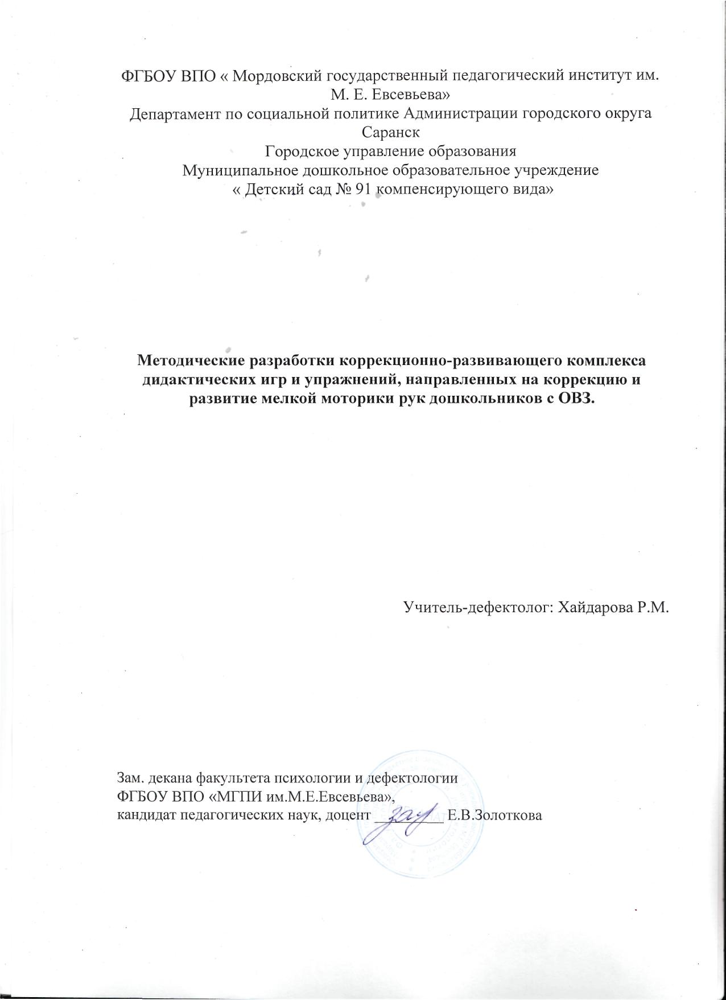 ФГБОУ ВПО « Мордовский государственный педагогический институт им.
М. Е. Евсевьева»
Департамент по социальной политике Администрации городского округа
Саранск
Городское управление образования
Муниципальное дошкольное образовательное учреждение
« Детский сад № 91 компенсирующего вида»
Методические разработки коррекционно-развивающего комплекса
дидактических игр и упражнений, направленных на коррекцию и
развитие мелкой моторики рук дошкольников с ОВЗ.
Учитель-дефектолог: Хайдарова Р.М.
Зам. декана факультета психологии и дефектологии
ФГБОУ ВПО «МГПИ им.М.Е.Евсевьева»,
кандидат педагогических наук, доцент _________ Е.В.Золоткова